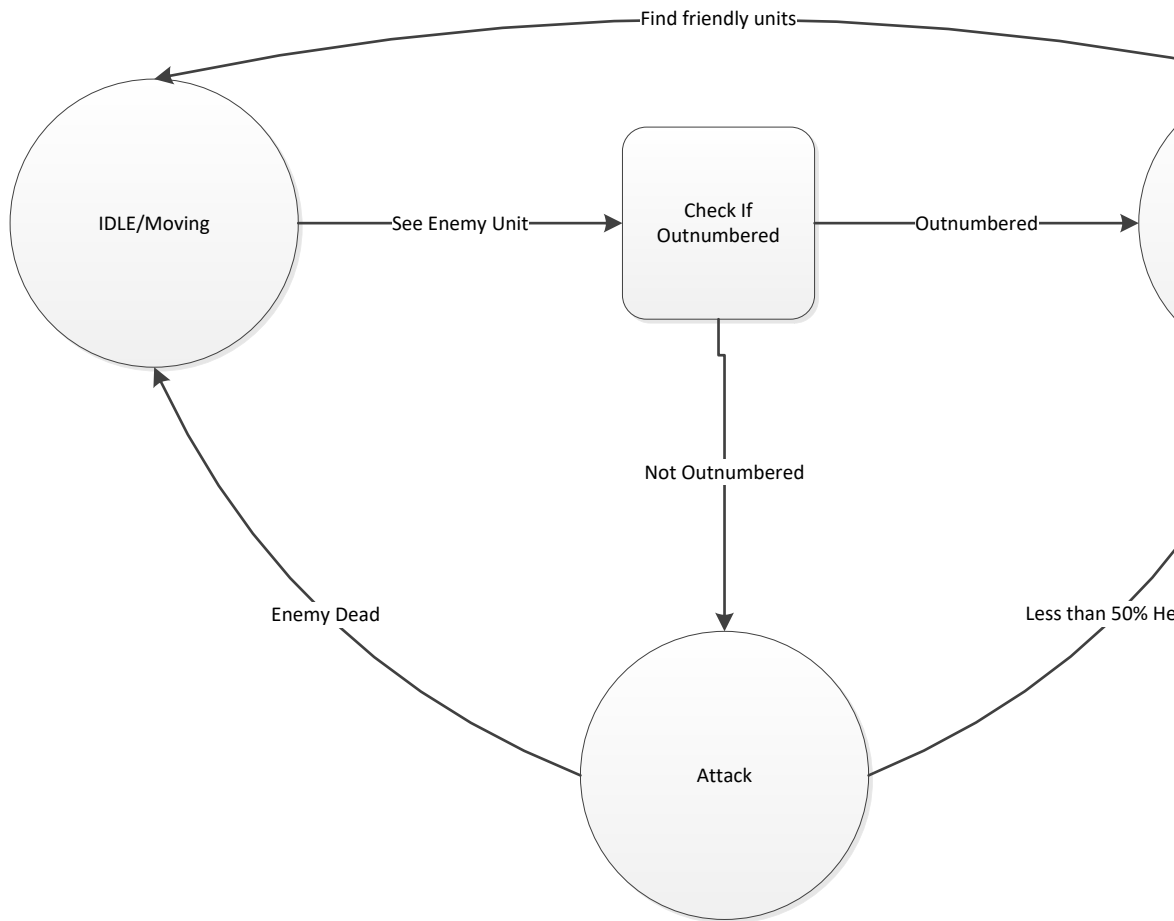 Find friendly units
IDLE/Moving
See Enemy Unit
Check If
Outnumbered
Outnumbered
Not Outnumbered
Enemy Dead
Less than 50% He
Attack